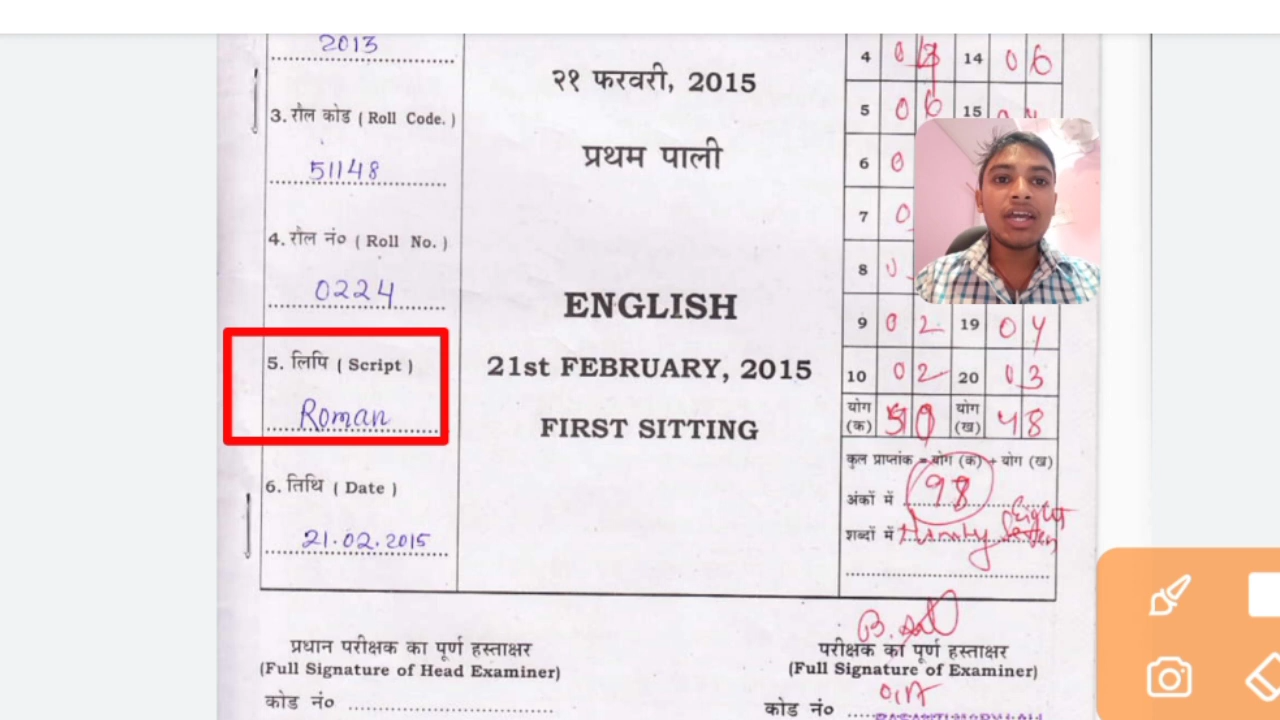 2013
3. रौल कोड ( Roll Code. )
51148
4. रौल नं० ( Roll No. )
0224
5. लिपि ( Script )
Roman
6. तिथि ( Date )
21.02.2015
२१ फरवरी, 2015
प्रथम पाली
ENGLISH
21st FEBRUARY, 2015
FIRST SITTING
4 0 14 06
5 06 15
6 0
7 0
8
9 02 19 04
10 02 20 03
योग (क) 50 योग (ख) 48
कुल प्राप्तांक = योग (क) + योग (ख)
अंकों में 98
शब्दों में Eight
प्रधान परीक्षक का पूर्ण हस्ताक्षर
(Full Signature of Head Examiner)
कोड नं०
परीक्षक का पूर्ण हस्ताक्षर
(Full Signature of Examiner)
कोड नं०